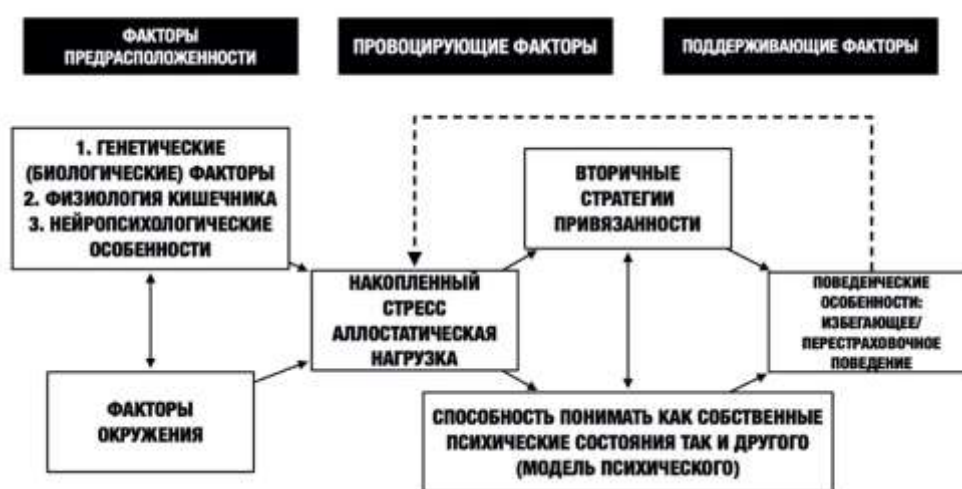 ФАКТОРЫ
ПРЕДРАСПОЛОЖЕННОСТИ
ПРОВОЦИРУЮЩИЕ ФАКТОРЫ
ПОДДЕРЖИВАЮЩИЕ ФАКТОРЫ
1. ГЕНЕТИЧЕСКИЕ
(БИОЛОГИЧЕСКИЕ) ФАКТОРЫ
2. ФИЗИОЛОГИЯ КИШЕЧНИКА
3. НЕЙРОПСИХОЛОГИЧЕСКИЕ
ОСОБЕННОСТИ
ФАКТОРЫ
ОКРУЖЕНИЯ
НАКОПЛЕННЫЙ
СТРЕСС
АЛЛОСТАТИЧЕСКАЯ
НАГРУЗКА
ВТОРИЧНЫЕ
СТРАТЕГИИ
ПРИВЯЗАННОСТИ
СПОСОБНОСТЬ ПОНИМАТЬ КАК СОБСТВЕННЫЕ
ПСИХИЧЕСКИЕ СОСТОЯНИЯ ТАК И ДРУГОГО
(МОДЕЛЬ ПСИХИЧЕСКОГО)
ПОВЕДЕНЧЕСКИЕ
ОСОБЕННОСТИ:
ИЗБЕГАЮЩЕЕ/
ПЕРЕСТРАХОВОЧНОЕ
ПОВЕДЕНИЕ